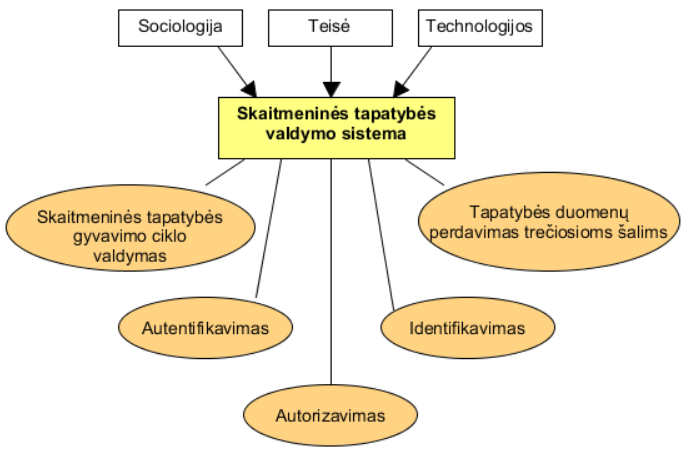 Sociologija
Teisė
Technologijos
Skaitmeninės tapatybės
valdymo sistema
Skaitmeninės tapatybės
gyvavimo ciklo
valdymas
Tapatybės duomenų
perdavimas trečiosioms šalims
Autentifikavimas
Identifikavimas
Autorizavimas